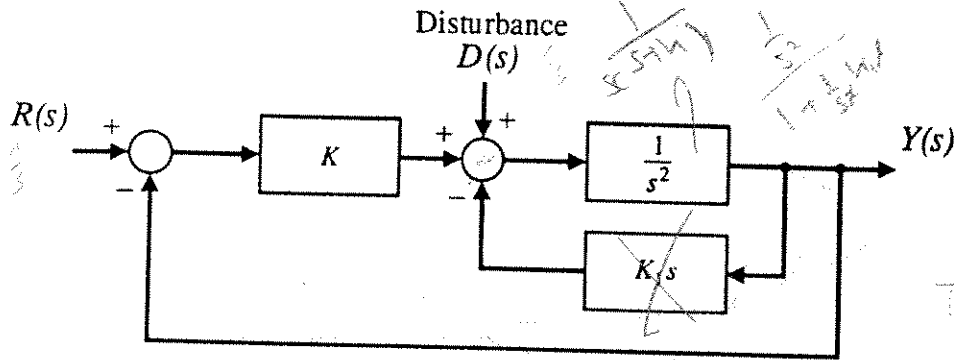 Disturbance
D(s)
R(s)
+
−
K
+
+
−
1
s²
K₁s
Y(s)